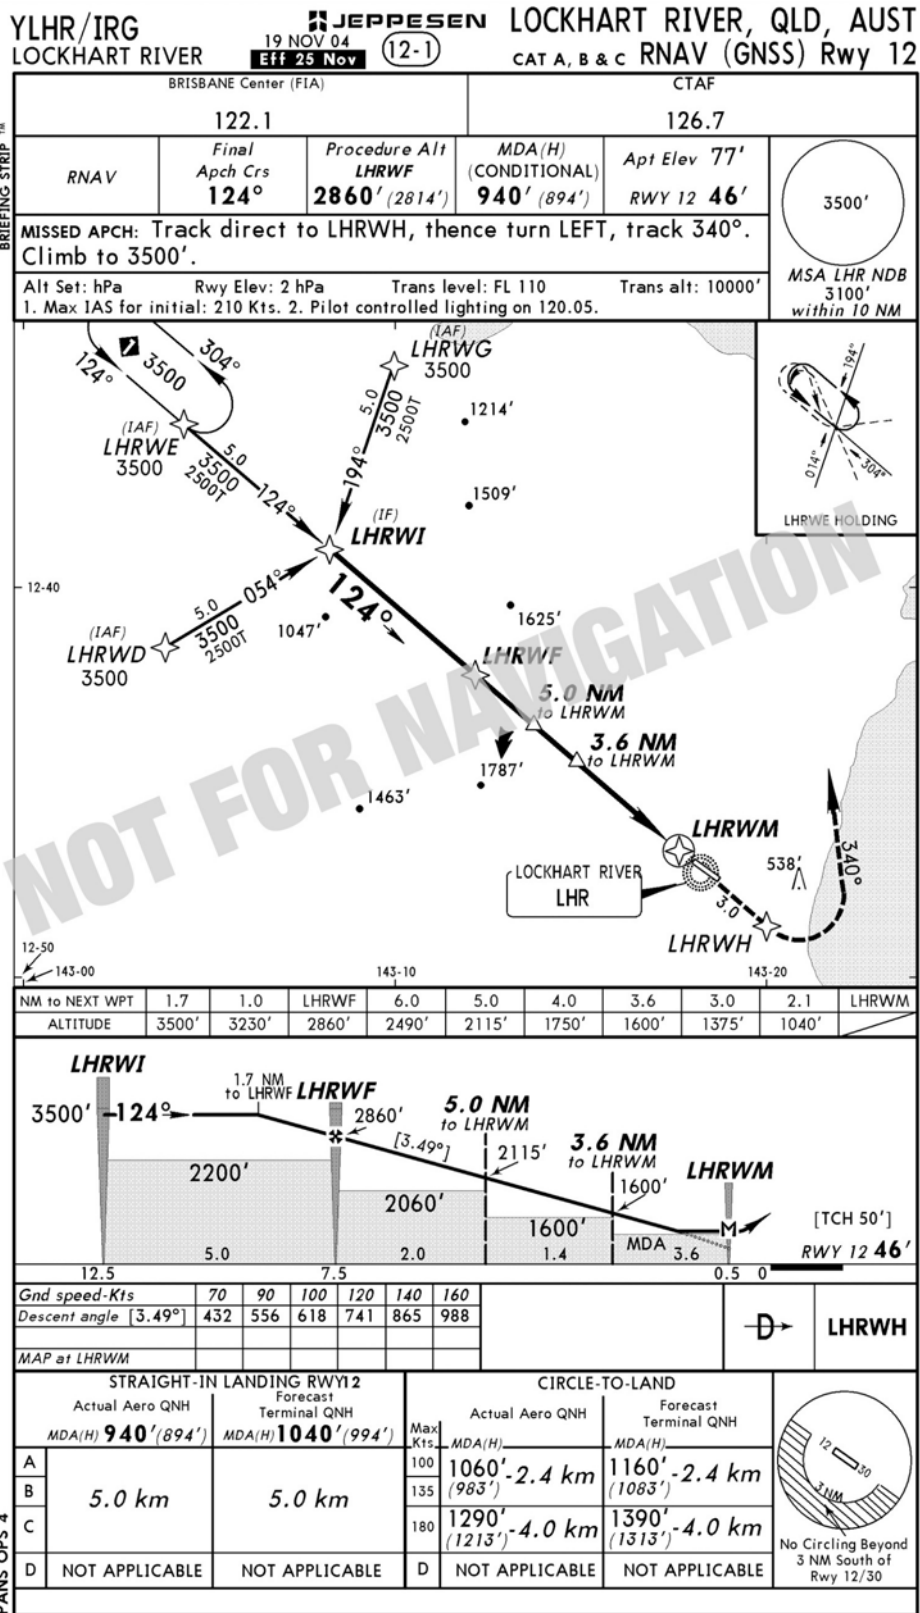 YLHR/IRG
LOCKHART RIVER
19 NOV 04
Eff 25 Nov
JEPPESEN
12-1
LOCKHART RIVER, QLD, AUST
CAT A, B & C RNAV (GNSS) Rwy 12
BRIEFING STRIP ™
BRISBANE Center (FIA)
122.1
CTAF
126.7
RNAV
Final
Apch Crs
124°
Procedure Alt
LHRWF
2860' (2814')
MDA(H)
(CONDITIONAL)
940' (894')
Apt Elev 77'
RWY 12 46'
3500'
MSA LHR NDB
3100'
within 10 NM
MISSED APCH: Track direct to LHRWH, thence turn LEFT, track 340°.
Climb to 3500'.
Alt Set: hPa Rwy Elev: 2 hPa Trans level: FL 110 Trans alt: 10000'
1. Max IAS for initial: 210 Kts. 2. Pilot controlled lighting on 120.05.
124°
3500
304°
(IAF)
LHRWG
3500
5.0
3500
2500T
194°
1214'
1509'
(IAF)
LHRWE
3500
5.0
3500
2500T
124°
(IF)
LHRWI
194°
014°
304°
LHRWE HOLDING
12-40
(IAF)
LHRWD
3500
5.0
3500
2500T
054°
124°
1047'
1625'
LHRWF
5.0 NM
to LHRWM
3.6 NM
to LHRWM
1787'
1463'
LHRWM
LOCKHART RIVER
LHR
538'
340°
3.0
LHRWH
12-50
143-00
143-10
143-20
NOT FOR NAVIGATION
NM to NEXT WPT 1.7 1.0 LHRWF 6.0 5.0 4.0 3.6 3.0 2.1 LHRWM
ALTITUDE 3500' 3230' 2860' 2490' 2115' 1750' 1600' 1375' 1040'
LHRWI
3500' 124°
1.7 NM
to LHRWF
LHRWF
2860'
[3.49°]
5.0 NM
to LHRWM
2115'
3.6 NM
to LHRWM
1600'
LHRWM
M
[TCH 50']
RWY 12 46'
2200'
2060'
1600'
MDA
5.0 2.0 1.4 3.6
12.5 7.5 0.5 0
Gnd speed-Kts 70 90 100 120 140 160
Descent angle [3.49°] 432 556 618 741 865 988
MAP at LHRWM
D
LHRWH
STRAIGHT-IN LANDING RWY12
Actual Aero QNH
MDA(H) 940' (894')
Forecast
Terminal QNH
MDA(H) 1040' (994')
A
B
C
5.0 km
5.0 km
D NOT APPLICABLE NOT APPLICABLE
CIRCLE-TO-LAND
Max
Kts
Actual Aero QNH
MDA(H)
Forecast
Terminal QNH
MDA(H)
100
135
1060'
(983')
-2.4 km
1160'
(1083')
-2.4 km
180
1290'
(1213')
-4.0 km
1390'
(1313')
-4.0 km
D NOT APPLICABLE NOT APPLICABLE
12
30
3 NM
No Circling Beyond
3 NM South of
Rwy 12/30
PANS OPS 4